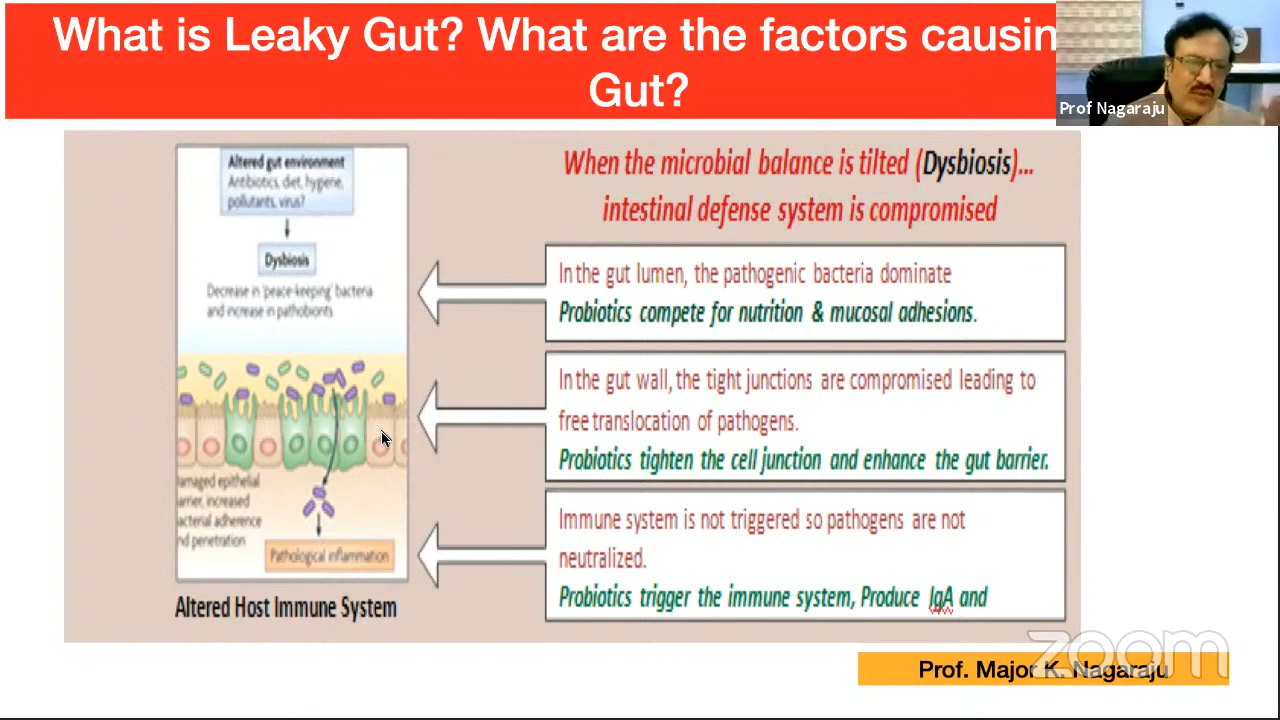 What is Leaky Gut? What are the factors causin
Gut?
Prof Nagaraju
Altered gut environment
Antibiotics, diet, hygiene,
pollutants, virus?
Dysbiosis
Decrease in 'peace-keeping' bacteria
and increase in pathobionts
amaged epithelial
arrier, increased
acterial adherence
nd penetration
Pathological inflammation
Altered Host Immune System
When the microbial balance is tilted (Dysbiosis)...
intestinal defense system is compromised
In the gut lumen, the pathogenic bacteria dominate
Probiotics compete for nutrition & mucosal adhesions.
In the gut wall, the tight junctions are compromised leading to
free translocation of pathogens.
Probiotics tighten the cell junction and enhance the gut barrier.
Immune system is not triggered so pathogens are not
neutralized.
Probiotics trigger the immune system, Produce IgA and
zoom
Prof. Major K. Nagaraju